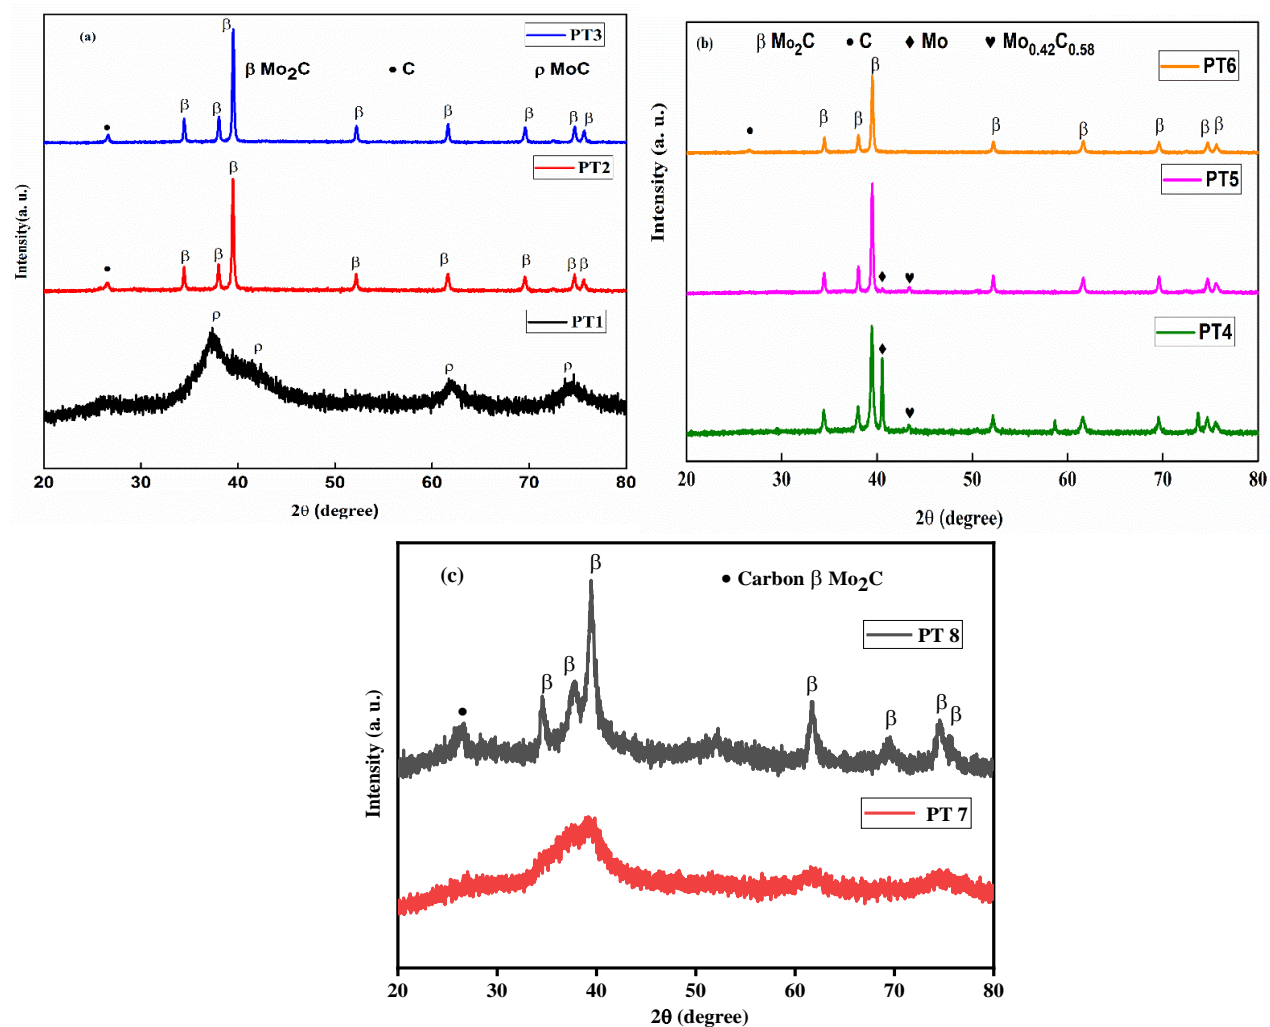 (a)
β
PT3
β Mo2C • C ρ MoC
• β β β β β β β
β
PT2
• β β β β β β β
PT1
ρ
ρ
ρ ρ
Intensity(a. u.)
20 30 40 50 60 70 80
2θ (degree)
(b) β Mo2C • C ♦ Mo ♥ Mo0.42C0.58
β
PT6
• β β β β β β β
PT5
♦ ♥
PT4
♦
♥
Intensity (a. u.)
20 30 40 50 60 70 80
2θ (degree)
(c) β • Carbon β Mo2C
PT 8
• β β β β β β
PT 7
Intensity (a. u.)
20 30 40 50 60 70 80
2θ (degree)